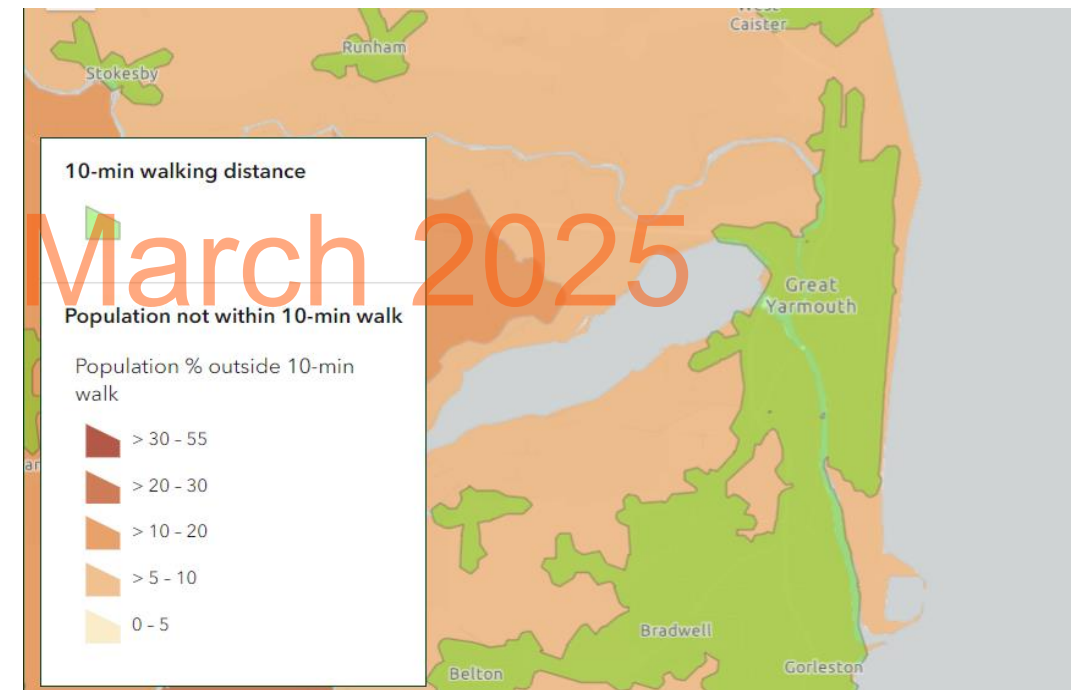 West
Caister
Runham
Stokesby
10-min walking distance
March 2025
Great
Yarmouth
Population not within 10-min walk
Population % outside 10-min
walk
> 30 - 55
> 20 - 30
> 10 - 20
> 5 - 10
0 - 5
Bradwell
Gorleston
Belton